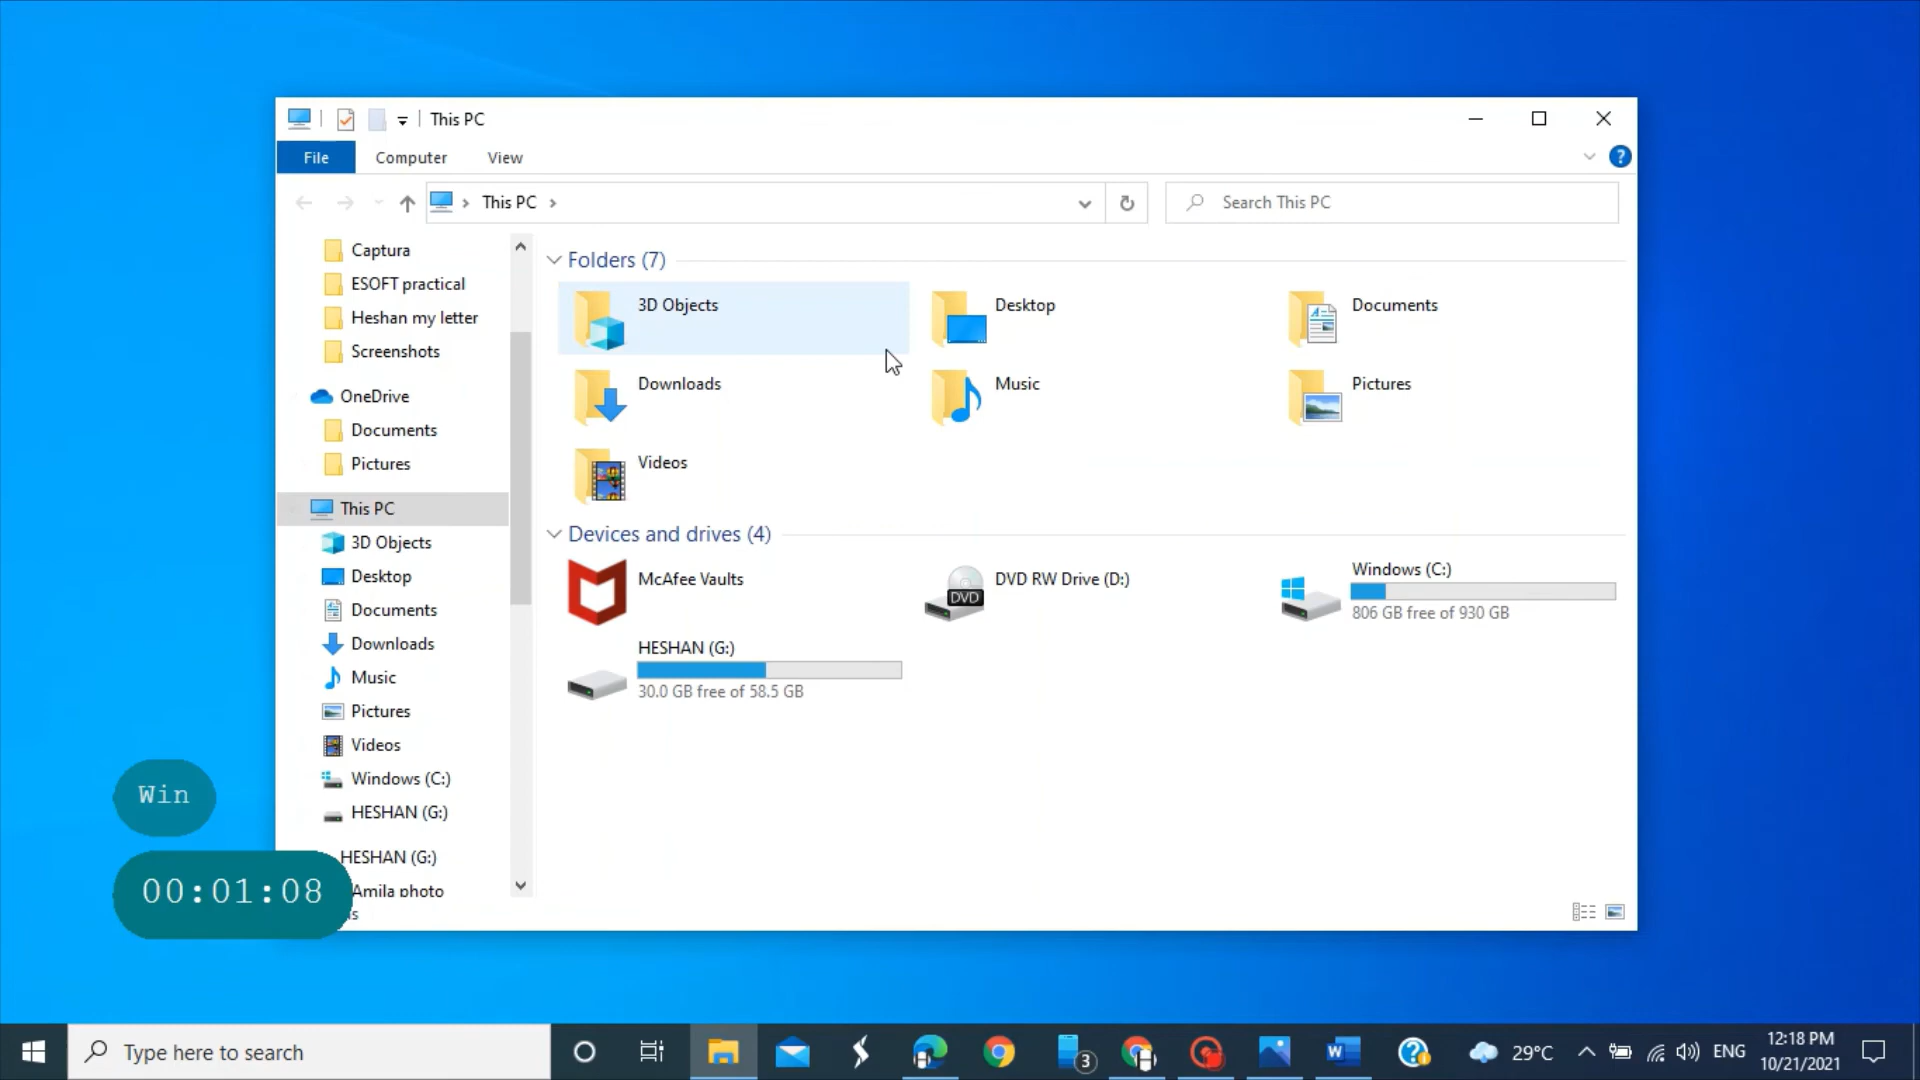 This PC
File Computer View
?
This PC
Search This PC
Captura
ESOFT practical
Heshan my letter
Screenshots
OneDrive
Documents
Pictures
This PC
3D Objects
Desktop
Documents
Downloads
Music
Pictures
Videos
Windows (C:)
HESHAN (G:)
HESHAN (G:)
Amila photo
Folders (7)
3D Objects
Desktop
Documents
Downloads
Music
Pictures
Videos
Devices and drives (4)
McAfee Vaults
DVD
DVD RW Drive (D:)
Windows (C:)
806 GB free of 930 GB
HESHAN (G:)
30.0 GB free of 58.5 GB
Win
00:01:08
Type here to search
3
W
?
29°C
ENG
12:18 PM
10/21/2021